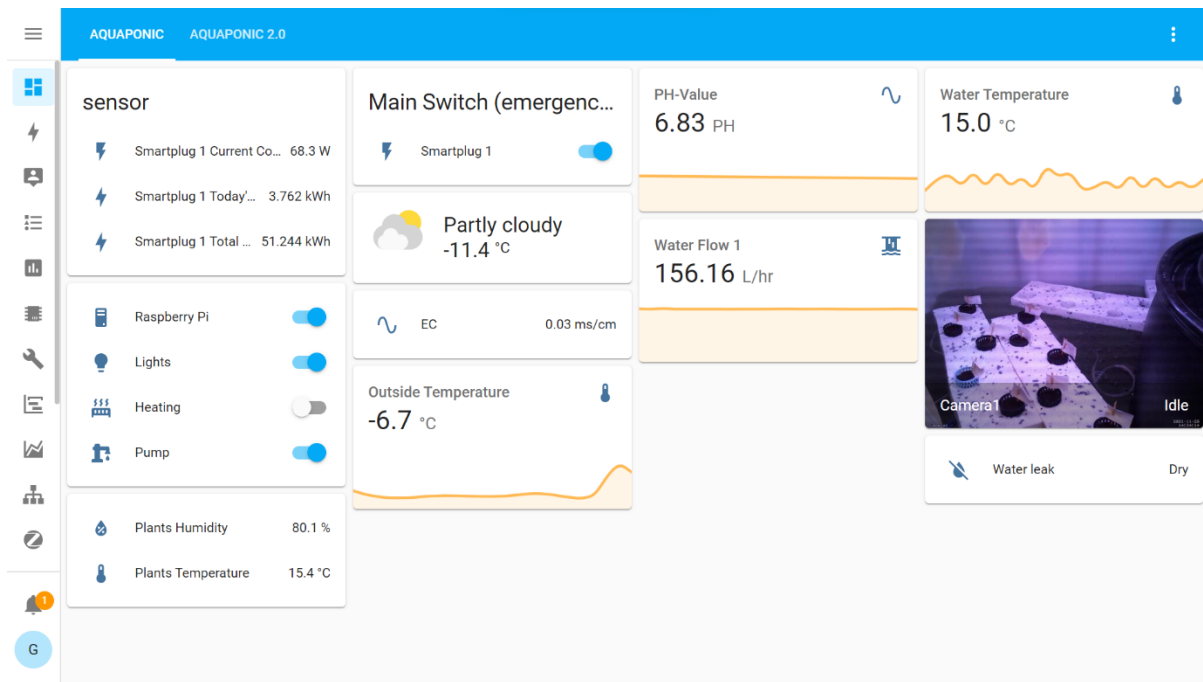 AQUAPONIC AQUAPONIC 2.0
sensor
Smartplug 1 Current Co... 68.3 W
Smartplug 1 Today'... 3.762 kWh
Smartplug 1 Total ... 51.244 kWh
Raspberry Pi
Lights
Heating
Pump
Plants Humidity 80.1 %
Plants Temperature 15.4 °C
Main Switch (emergenc...
Smartplug 1
Partly cloudy
-11.4 °C
EC 0.03 ms/cm
Outside Temperature
-6.7 °C
PH-Value
6.83 PH
Water Flow 1
156.16 L/hr
Water Temperature
15.0 °C
Camera1 Idle
Water leak Dry
1
G